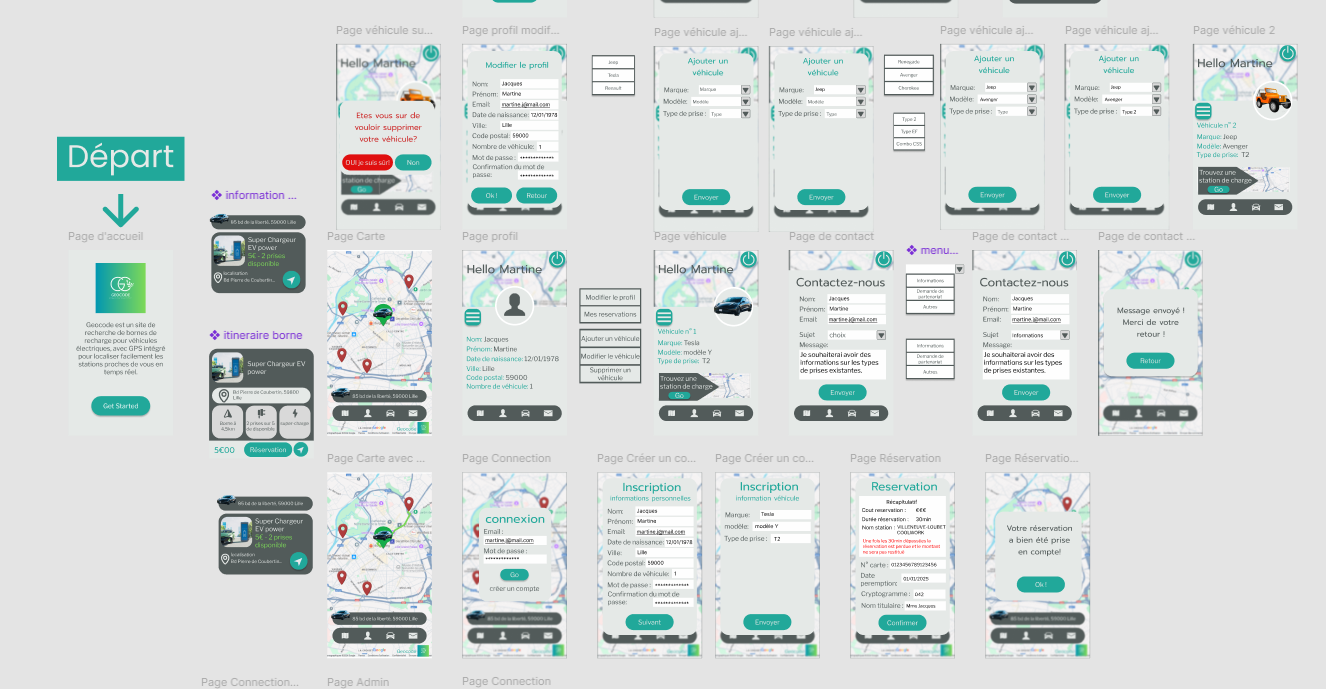 Page véhicule su...
Page profil modif...
Page véhicule aj...
Page véhicule aj...
Page véhicule aj...
Page véhicule aj...
Page véhicule 2
Hello Martine
Etes vous sur de
vouloir supprimer
votre véhicule?
OUI je suis sûr!
Non
station de charge
Go
Modifier le profil
Nom: Jacques
Prénom: Martine
Email: martine.j@mail.com
Date de naissance: 12/01/1978
Ville: Lille
Code postal: 59000
Nombre de véhicule: 1
Mot de passe : *************
Confirmation du mot de
passe: *************
Ok !
Retour
Jeep
Tesla
Renault
Ajouter un
véhicule
Marque: Marque
Modèle: Modèle
Type de prise : Type
Envoyer
Ajouter un
véhicule
Marque: Jeep
Modèle: Modèle
Type de prise : Type
Envoyer
Renegade
Avenger
Cherokee
Type 2
Type EF
Combo CSS
Ajouter un
véhicule
Marque: Jeep
Modèle: Avenger
Type de prise : Type
Envoyer
Ajouter un
véhicule
Marque: Jeep
Modèle: Avenger
Type de prise : Type 2
Envoyer
Hello Martine
Véhicule n° 2
Marque: Jeep
Modèle: Avenger
Type de prise: T2
Trouvez une
station de charge
Go
Départ
information ...
85 bd de la liberté, 59000 Lille
Super Chargeur
EV power
5€ - 2 prises
disponible
localisation
Bd Pierre de Coubertin...
Page d'accueil
GEOCODE
Geocode est un site de
recherche de bornes de
recharge pour véhicules
électriques, avec GPS intégré
pour localiser facilement les
stations proches de vous en
temps réel.
Get Started
itineraire borne
Super Chargeur EV
power
Bd Pierre de Coubertin, 59800
Lille
Borne à
4,5km
2 prises sur 5
de disponible
super-charge
5€00
Réservation
Page Carte
95 bd de la liberté, 59000 Lille
Page profil
Hello Martine
Nom: Jacques
Prénom: Martine
Date de naissance: 12/01/1978
Ville: Lille
Code postal: 59000
Nombre de véhicule: 1
Modifier le profil
Mes reservations
Ajouter un véhicule
Modifier le véhicule
Supprimer un
véhicule
Page véhicule
Hello Martine
Véhicule n° 1
Marque: Tesla
Modèle: modèle Y
Type de prise: T2
Trouvez une
station de charge
Go
Page de contact
Contactez-nous
Nom: Jacques
Prénom: Martine
Email: martine.j@mail.com
Sujet choix
Message:
Je souhaiterai avoir des
informations sur les types
de prises existantes.
Envoyer
menu...
Informations
Demande de
partenariat
Autres
Informations
Demande de
partenariat
Autres
Page de contact ...
Contactez-nous
Nom: Jacques
Prénom: Martine
Email: martine.j@mail.com
Sujet Informations
Message:
Je souhaiterai avoir des
informations sur les types
de prises existantes.
Envoyer
Page de contact ...
Message envoyé !
Merci de votre
retour !
Retour
95 bd de la liberté, 59000 Lille
Super Chargeur
EV power
5€ - 2 prises
disponible
localisation
Bd Pierre de Coubertin...
Page Carte avec ...
95 bd de la liberté, 59000 Lille
Page Connection
connexion
Email :
martine.j@mail.com
Mot de passe :
*************
Go
créer un compte
Page Créer un co...
Inscription
informations personnelles
Nom: Jacques
Prénom: Martine
Email: martine.j@mail.com
Date de naissance: 12/01/1978
Ville: Lille
Code postal: 59000
Nombre de véhicule: 1
Mot de passe : *************
Confirmation du mot de
passe: *************
Suivant
Page Créer un co...
Inscription
information véhicule
Marque: Tesla
modèle: modèle Y
Type de prise : T2
Envoyer
Page Réservation
Reservation
Récapitulatif
Cout reservation : €€€
Durée réservation : 30min
Nom station : VILLENEUVE-LOUBET
COOLWORK
Une fois les 30min dépassées la
réservation est perdue et le montant
ne sera pas restitué
N° carte : 0123456789123456
Date
peremption: 01/01/2025
Cryptogramme : 042
Nom titulaire : Mme Jacques
Confirmer
Page Réservatio...
Votre réservation
a bien été prise
en compte!
Ok !
Page Connection...
Page Admin
Page Connection